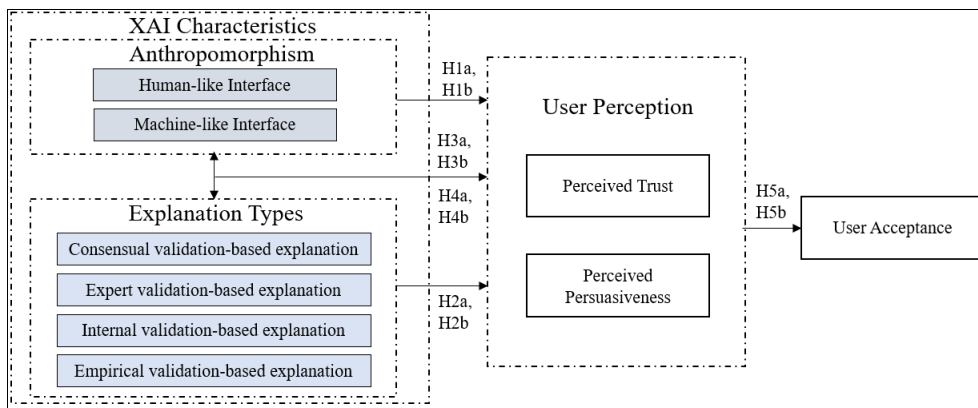 XAI Characteristics
Anthropomorphism
Human-like Interface
Machine-like Interface
Explanation Types
Consensual validation-based explanation
Expert validation-based explanation
Internal validation-based explanation
Empirical validation-based explanation
H1a,
H1b
H3a,
H3b
H4a,
H4b
H2a,
H2b
User Perception
Perceived Trust
Perceived
Persuasiveness
H5a,
H5b
User Acceptance